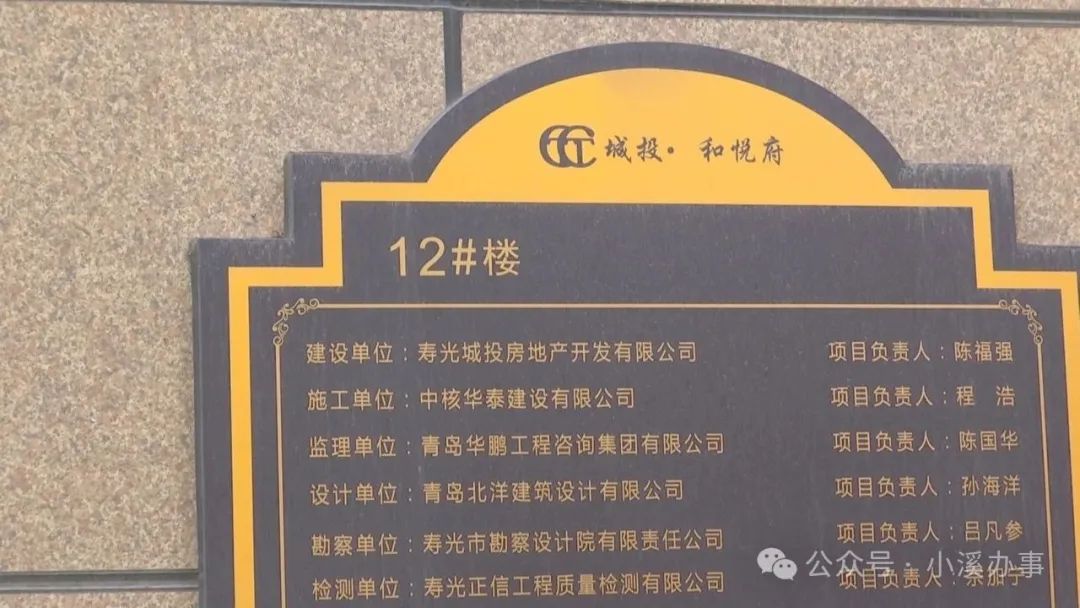 城投·和悦府
12#楼
建设单位：寿光城投房地产开发有限公司 项目负责人：陈福强
施工单位：中核华泰建设有限公司 项目负责人：程 浩
监理单位：青岛华鹏工程咨询集团有限公司 项目负责人：陈国华
设计单位：青岛北洋建筑设计有限公司 项目负责人：孙海洋
勘察单位：寿光市勘察设计院有限责任公司 项目负责人：吕凡参
检测单位：寿光正信工程质量检测有限公司 项目负责人：
公众号·小溪办事